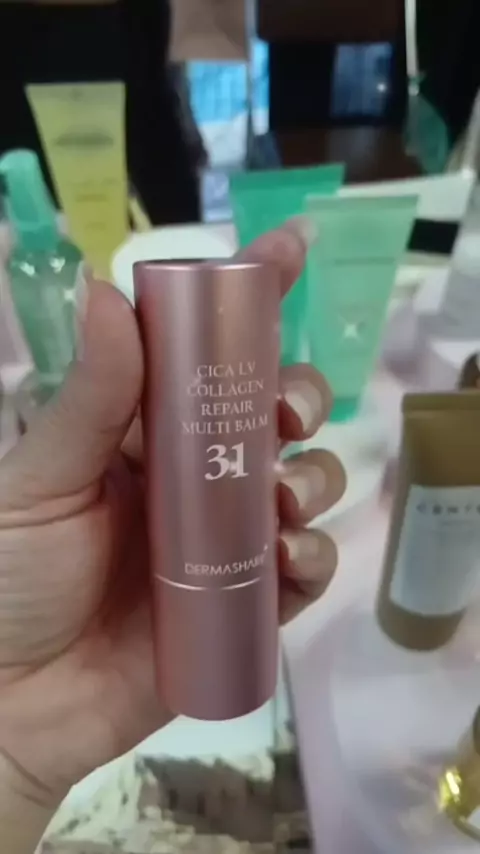 CICA LV
COLLAGEN
REPAIR
MULTI BALM
31
DERMASHARE